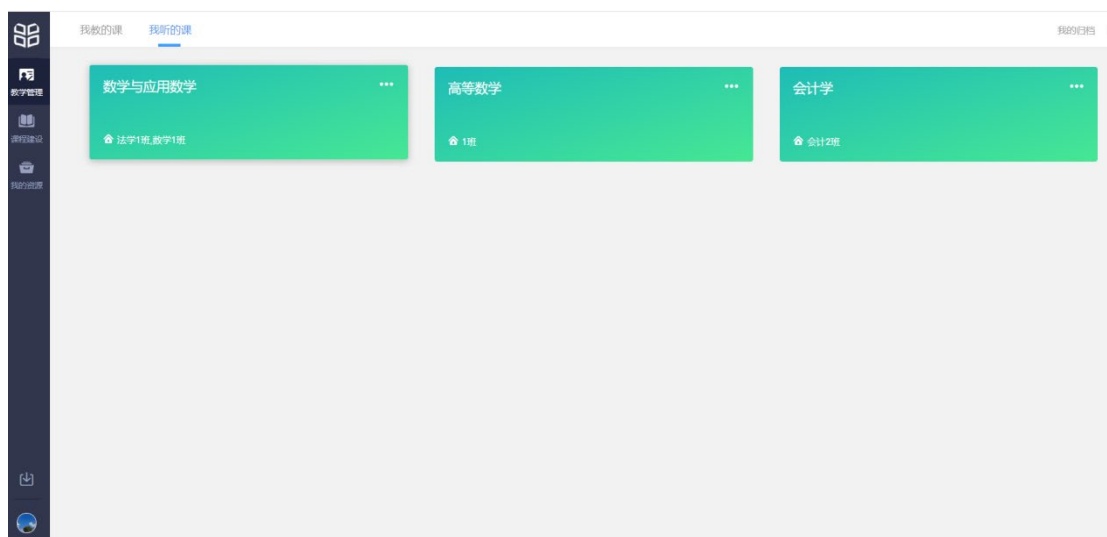 我教的课
我听的课
我的归档
教学管理
课程建设
我的资源
数学与应用数学
法学1班,数学1班
高等数学
1班
会计学
会计2班